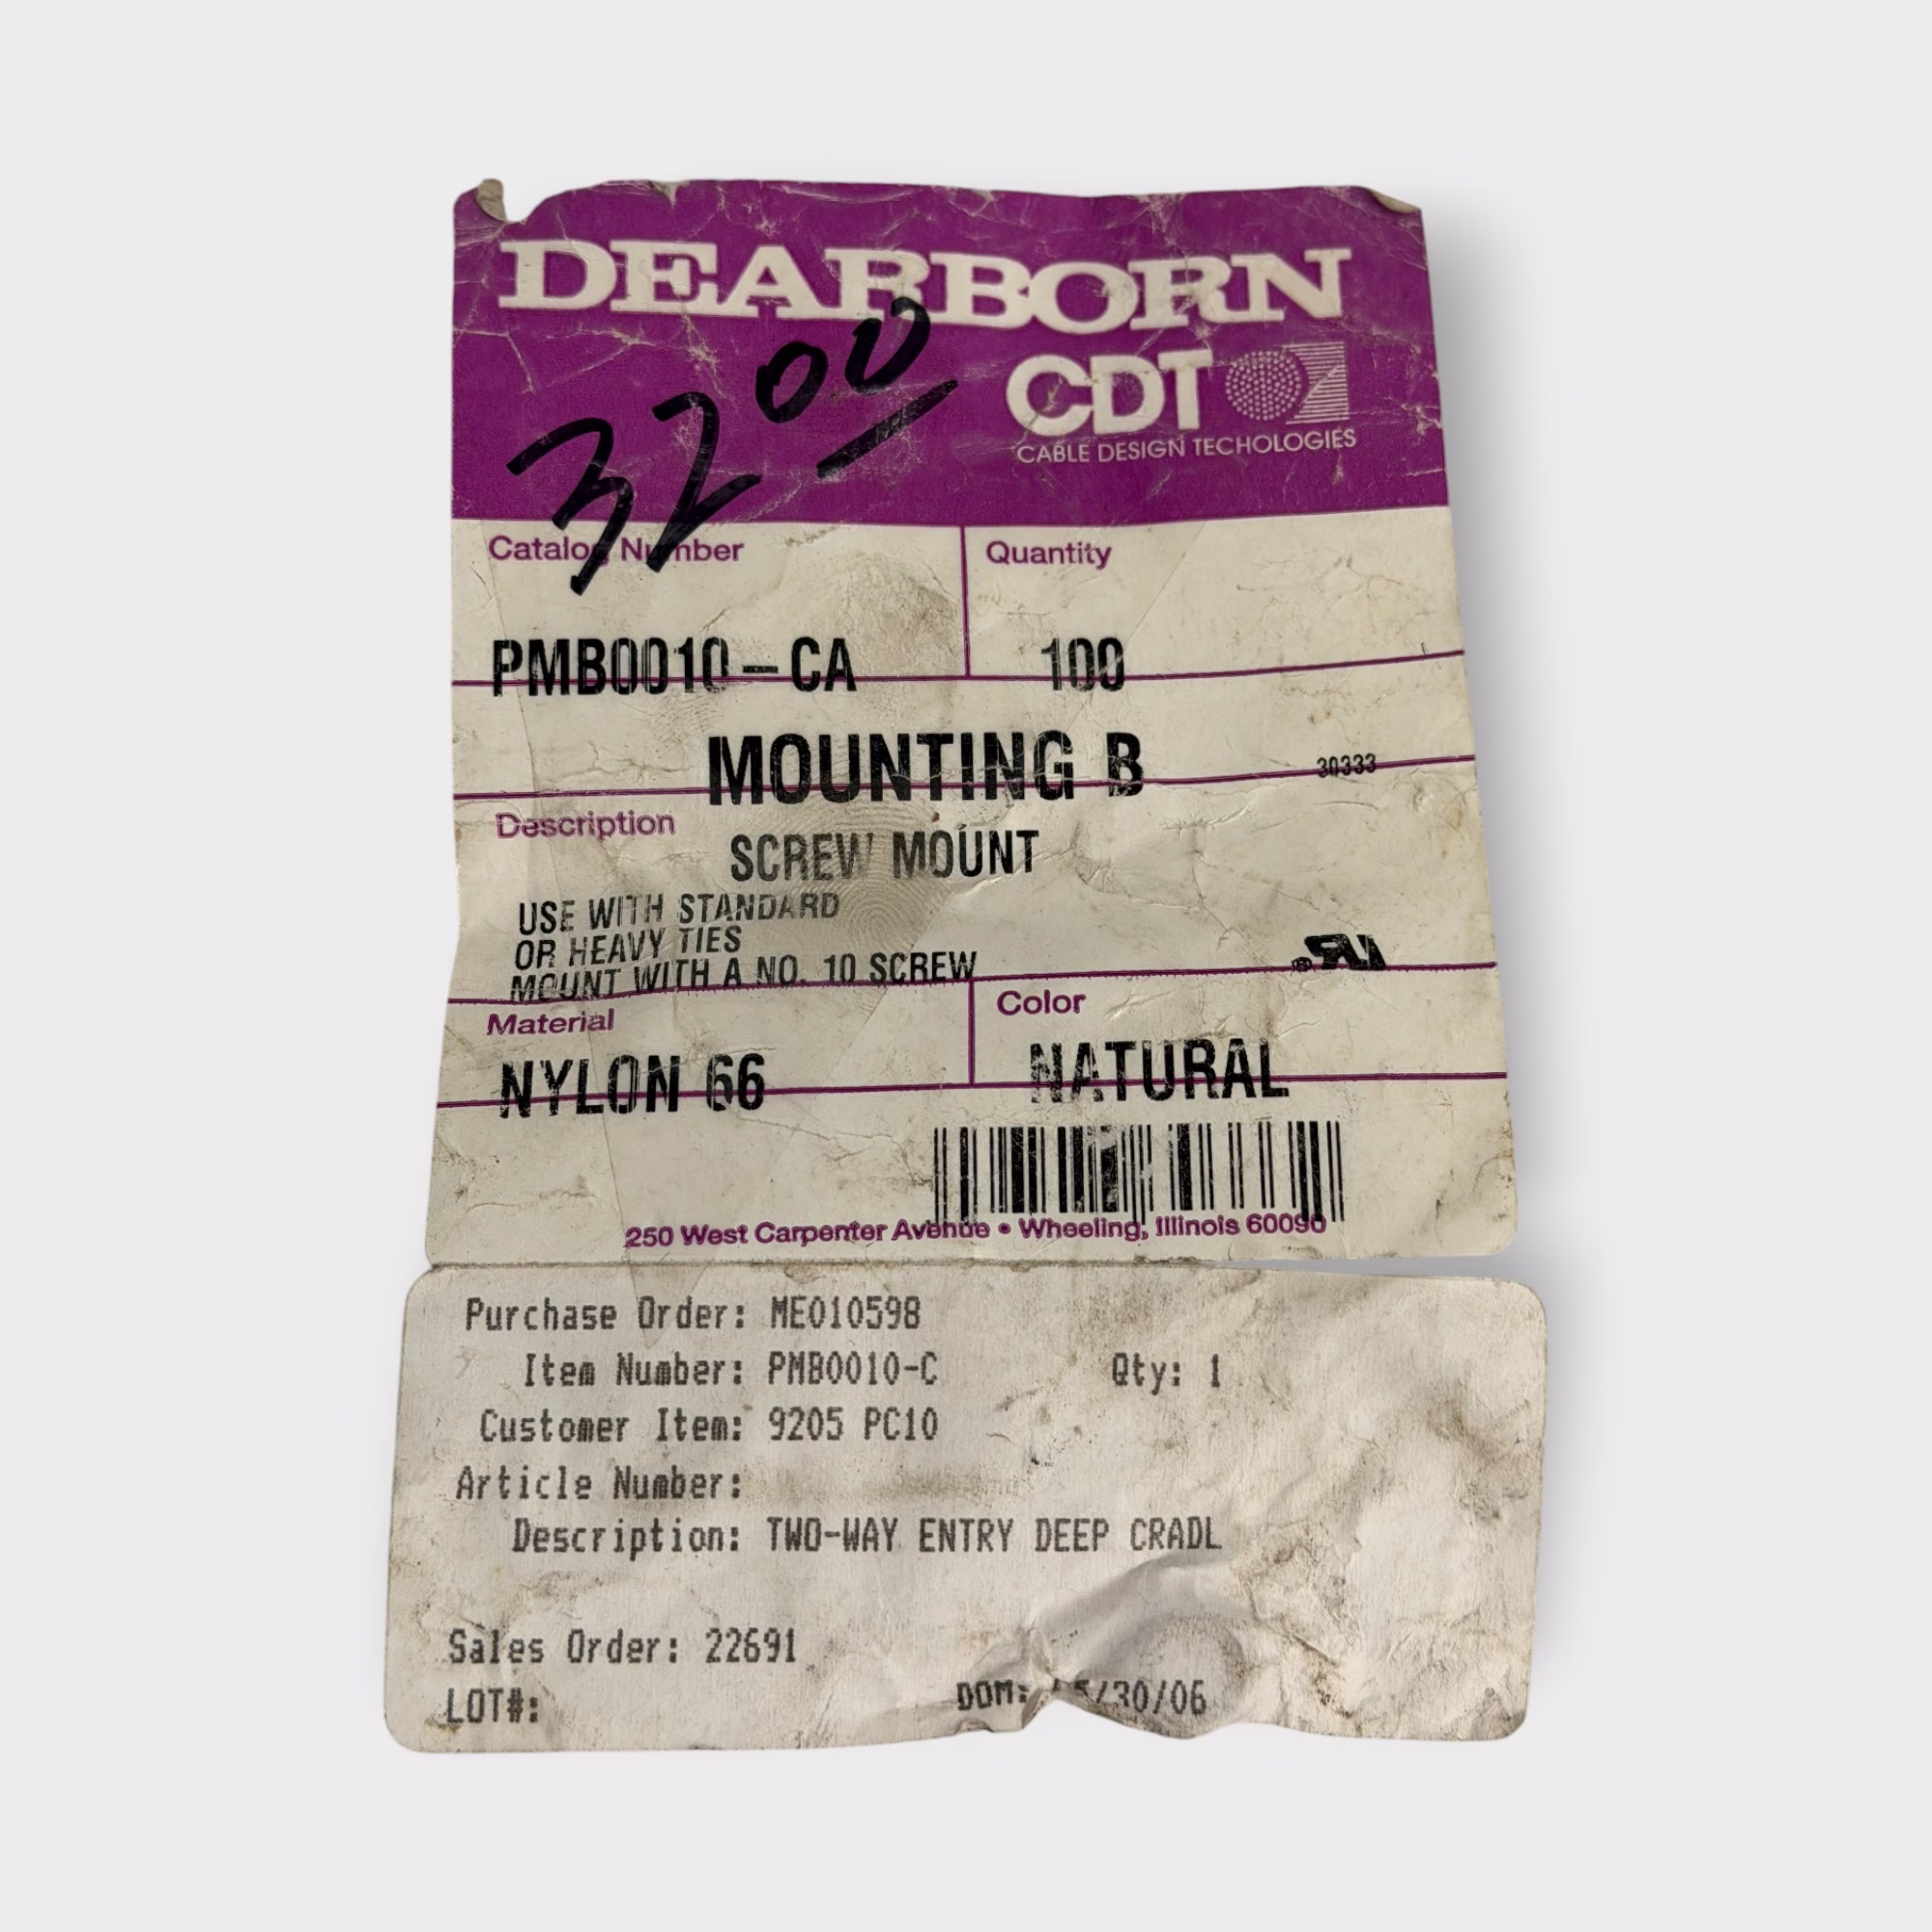 DEARBORN
32 00
CDT
CABLE DESIGN TECHOLOGIES
Catalog Number Quantity
PMB0010-CA 100
MOUNTING B 30333
Description
SCREW MOUNT
USE WITH STANDARD
OR HEAVY TIES
MOUNT WITH A NO. 10 SCREW
Material Color
NYLON 66 NATURAL
250 West Carpenter Avenue • Wheeling, Illinois 60090
Purchase Order: ME010598
Item Number: PMB0010-C Qty: 1
Customer Item: 9205 PC10
Article Number:
Description: TWO-WAY ENTRY DEEP CRADL
Sales Order: 22691
LOT#: DOM: 5/30/06